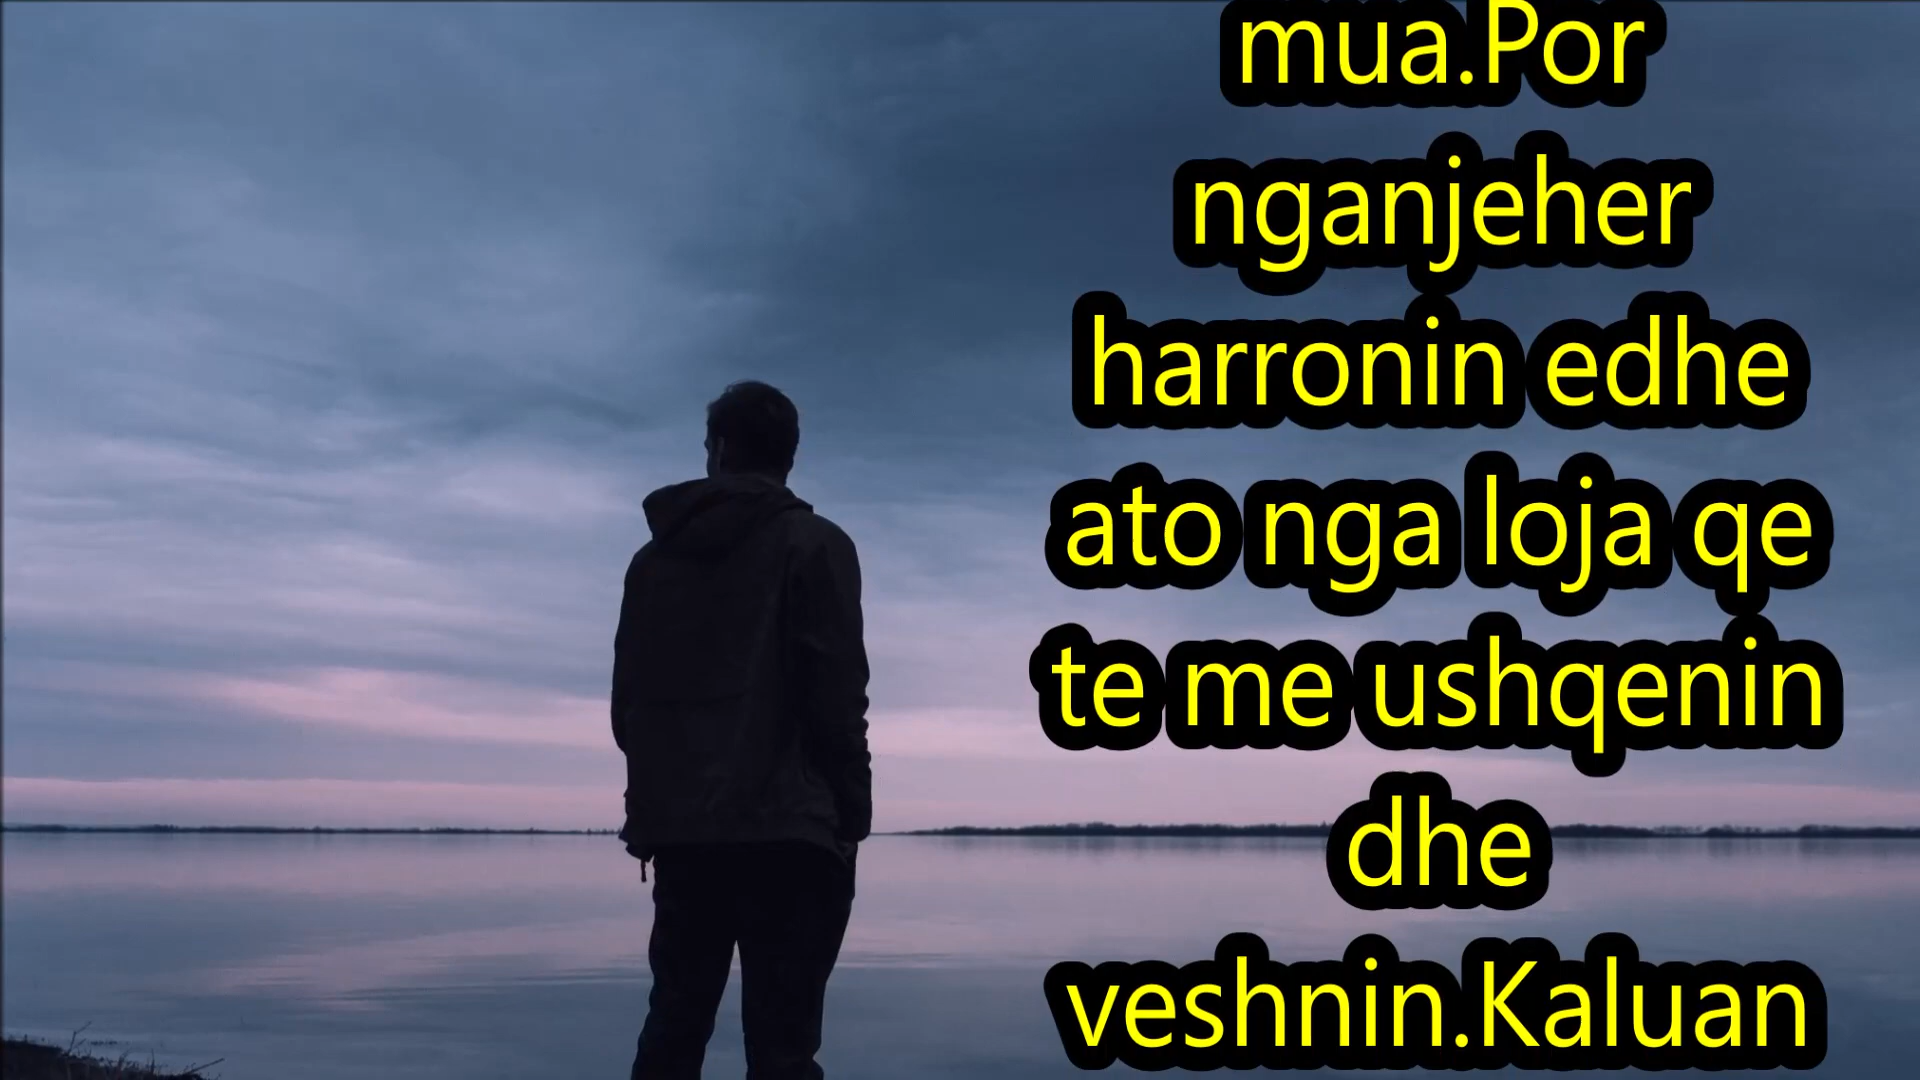 mua.Por
nganjeher
harronin edhe
ato nga loja qe
te me ushqenin
dhe
veshnin.Kaluan